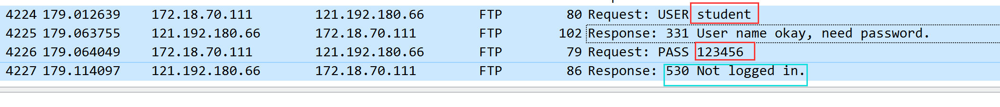 4224 179.012639 172.18.70.111 121.192.180.66 FTP 80 Request: USER student
4225 179.063755 121.192.180.66 172.18.70.111 FTP 102 Response: 331 User name okay, need password.
4226 179.064049 172.18.70.111 121.192.180.66 FTP 79 Request: PASS 123456
4227 179.114097 121.192.180.66 172.18.70.111 FTP 86 Response: 530 Not logged in.